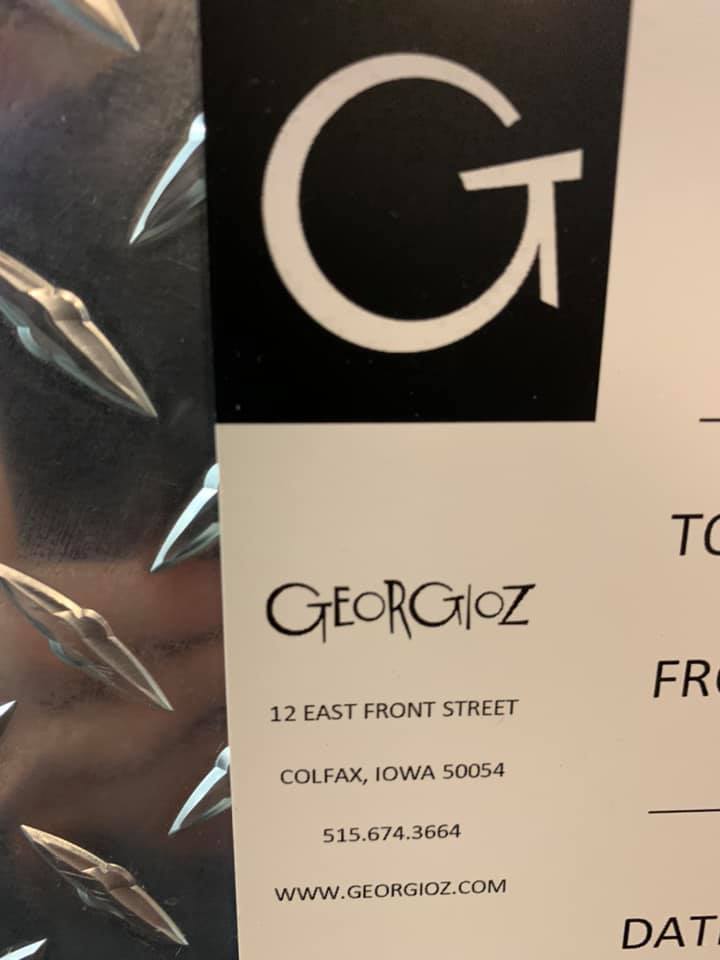 G
GEORGIOZ
12 EAST FRONT STREET
COLFAX, IOWA 50054
515.674.3664
WWW.GEORGIOZ.COM